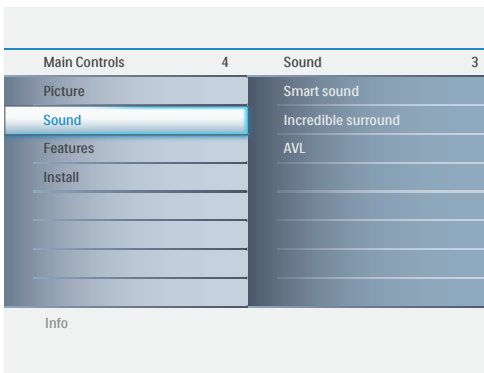 Main Controls 4 Sound 3
Picture Smart sound
Sound Incredible surround
Features AVL
Install
Info